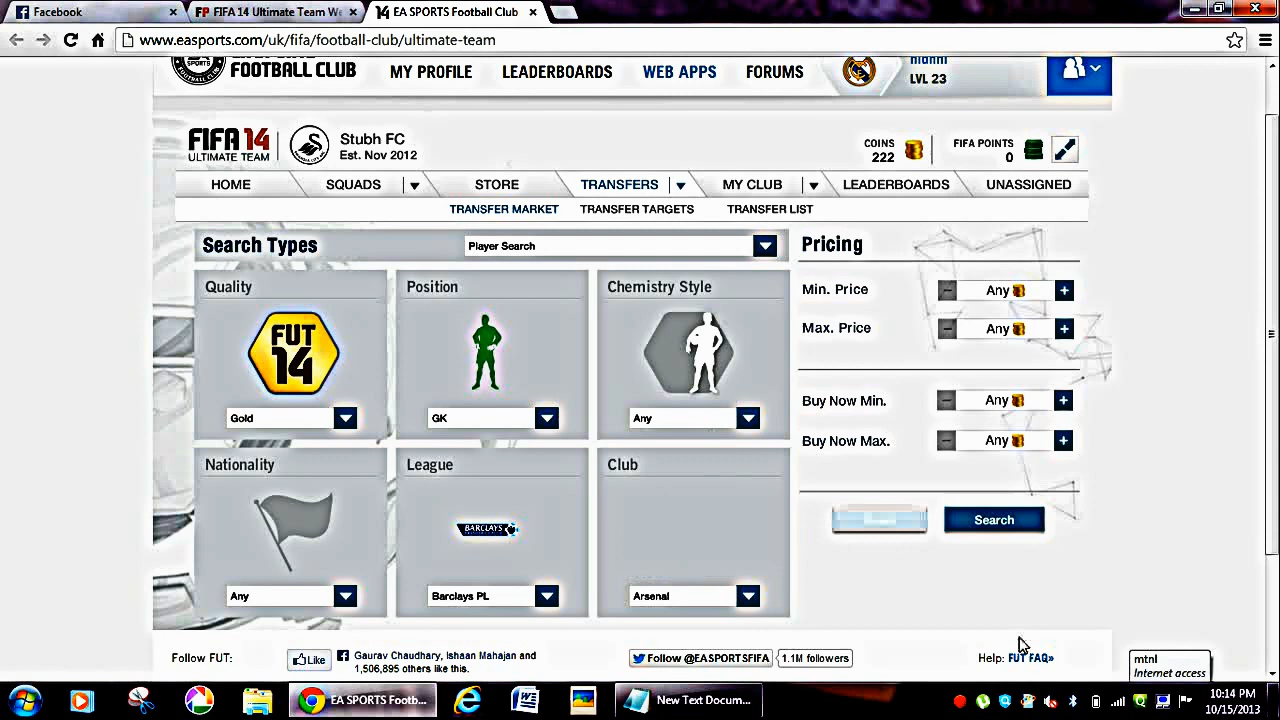 Facebook
FIFA 14 Ultimate Team We
14 EA SPORTS Football Club
www.easports.com/uk/fifa/football-club/ultimate-team
EA SPORTS
FOOTBALL CLUB
MY PROFILE
LEADERBOARDS
WEB APPS
FORUMS
LVL 23
FIFA 14
ULTIMATE TEAM
Stubh FC
Est. Nov 2012
COINS
222
FIFA POINTS
0
HOME
SQUADS
STORE
TRANSFERS
MY CLUB
LEADERBOARDS
UNASSIGNED
TRANSFER MARKET
TRANSFER TARGETS
TRANSFER LIST
Search Types
Player Search
Pricing
Quality
Position
Chemistry Style
Min. Price
Any
Max. Price
Any
FUT
14
Buy Now Min.
Any
Gold
GK
Any
Buy Now Max.
Any
Nationality
League
Club
Search
BARCLAYS
Any
Barclays PL
Arsenal
Follow FUT:
Like
Gaurav Chaudhary, Ishaan Mahajan and
1,506,895 others like this.
Follow @EASPORTSFIFA
1.1M followers
Help: FUT FAQ»
mtnl
Internet access
EA SPORTS Footb...
New Text Docum...
10:14 PM
10/15/2013